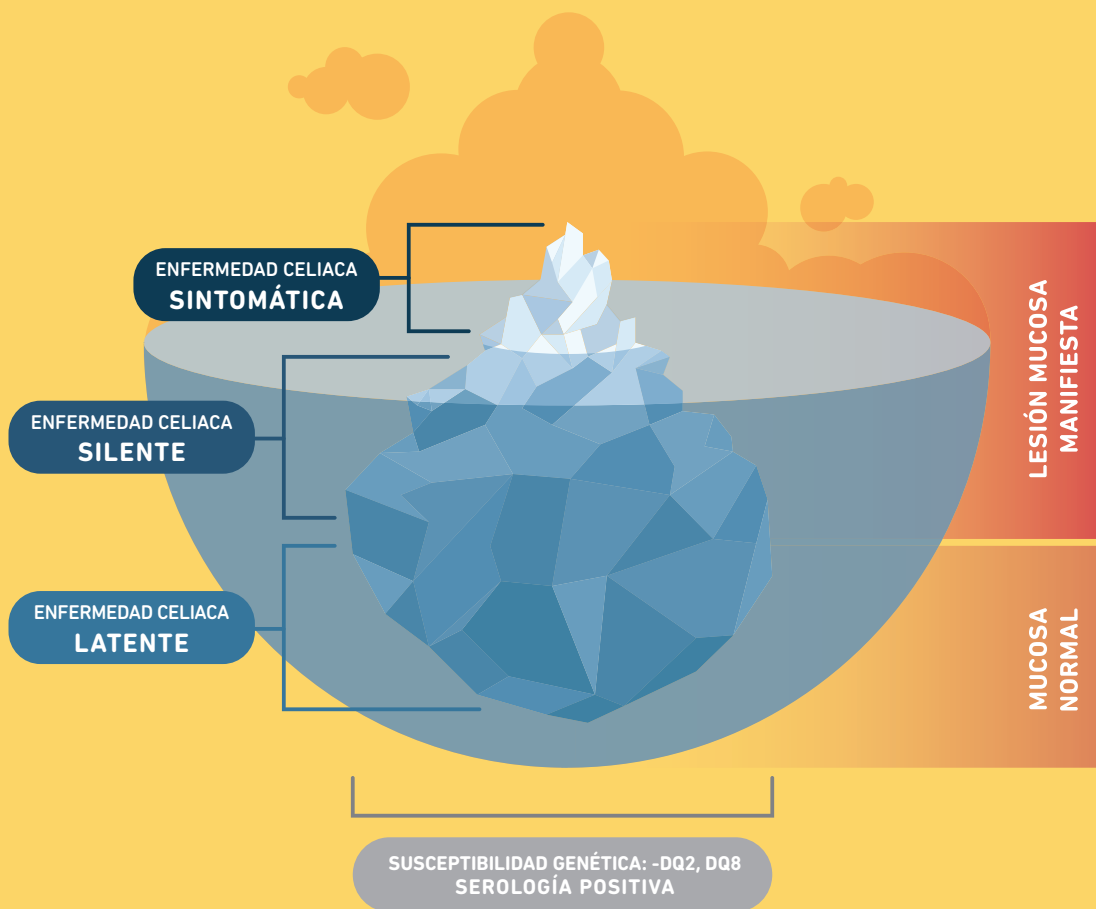 ENFERMEDAD CELIACA
SINTOMÁTICA
ENFERMEDAD CELIACA
SILENTE
ENFERMEDAD CELIACA
LATENTE
LESIÓN MUCOSA
MANIFIESTA
MUCOSA
NORMAL
SUSCEPTIBILIDAD GENÉTICA: -DQ2, DQ8
SEROLOGÍA POSITIVA